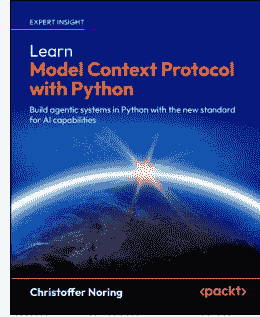 EXPERT INSIGHT
Learn
Model Context Protocol
with Python
Build agentic systems in Python with the new standard
for AI capabilities
Christoffer Noring
<packt>